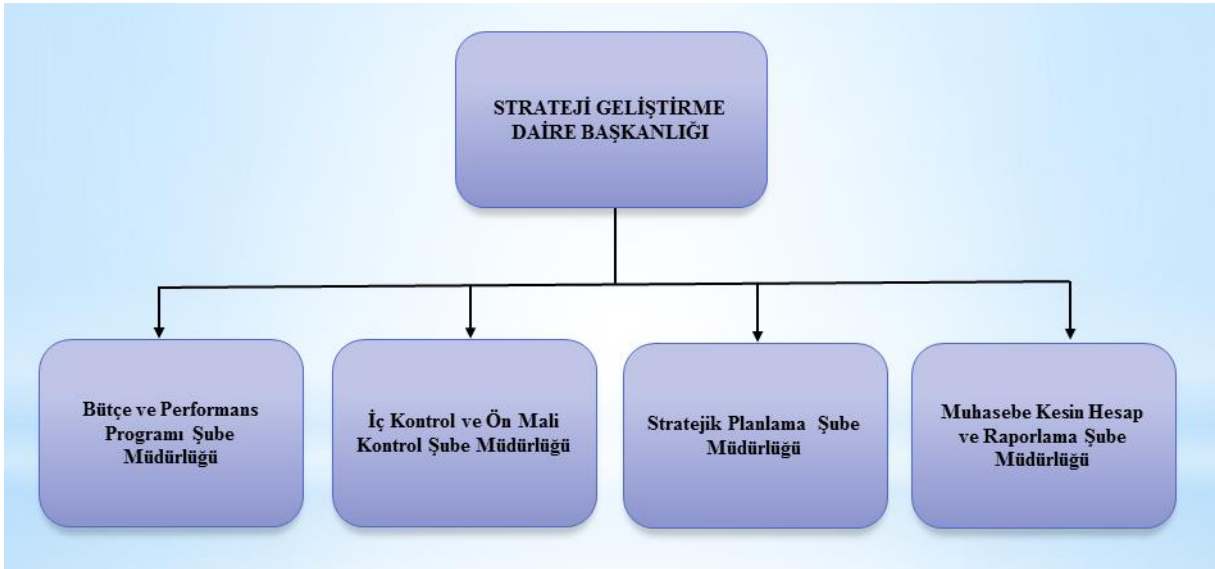 STRATEJİ GELİŞTİRME
DAİRE BAŞKANLIĞI
Bütçe ve Performans
Programı Şube
Müdürlüğü
İç Kontrol ve Ön Mali
Kontrol Şube Müdürlüğü
Stratejik Planlama Şube
Müdürlüğü
Muhasebe Kesin Hesap
ve Raporlama Şube
Müdürlüğü